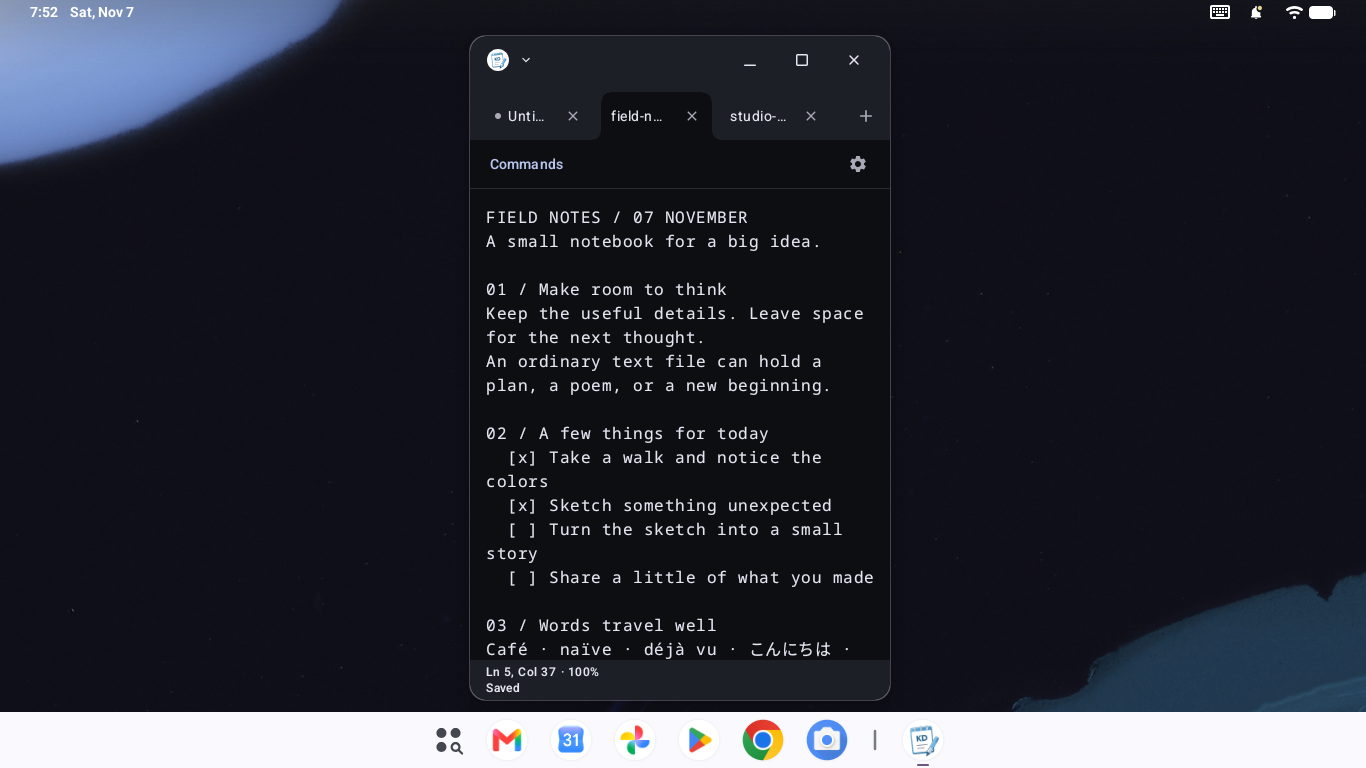 7:52 Sat, Nov 7
Unti...
field-n...
studio-...
Commands
FIELD NOTES / 07 NOVEMBER
A small notebook for a big idea.
01 / Make room to think
Keep the useful details. Leave space
for the next thought.
An ordinary text file can hold a
plan, a poem, or a new beginning.
02 / A few things for today
[x] Take a walk and notice the
colors
[x] Sketch something unexpected
[ ] Turn the sketch into a small
story
[ ] Share a little of what you made
03 / Words travel well
Café · naïve · déjà vu · こんにちは ·
Ln 5, Col 37 · 100%
Saved
31
KD